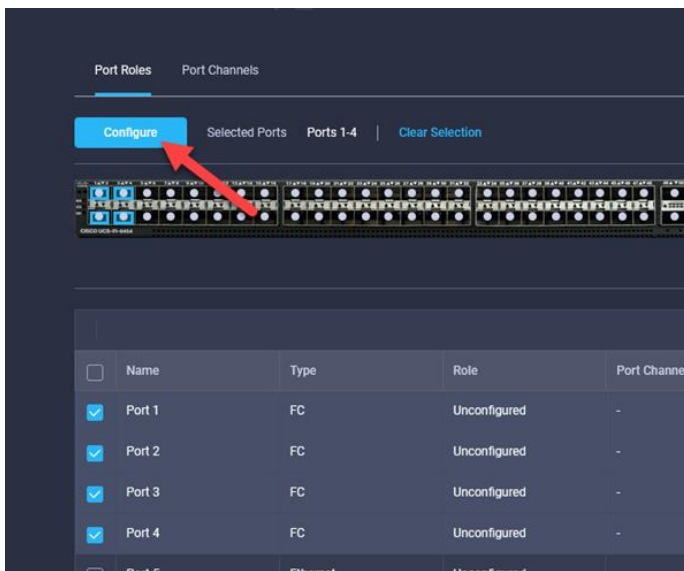 Port Roles Port Channels
Configure Selected Ports Ports 1-4 | Clear Selection
CISCO UCS-FI-6454
Name Type Role Port Channe
Port 1 FC Unconfigured -
Port 2 FC Unconfigured -
Port 3 FC Unconfigured -
Port 4 FC Unconfigured -